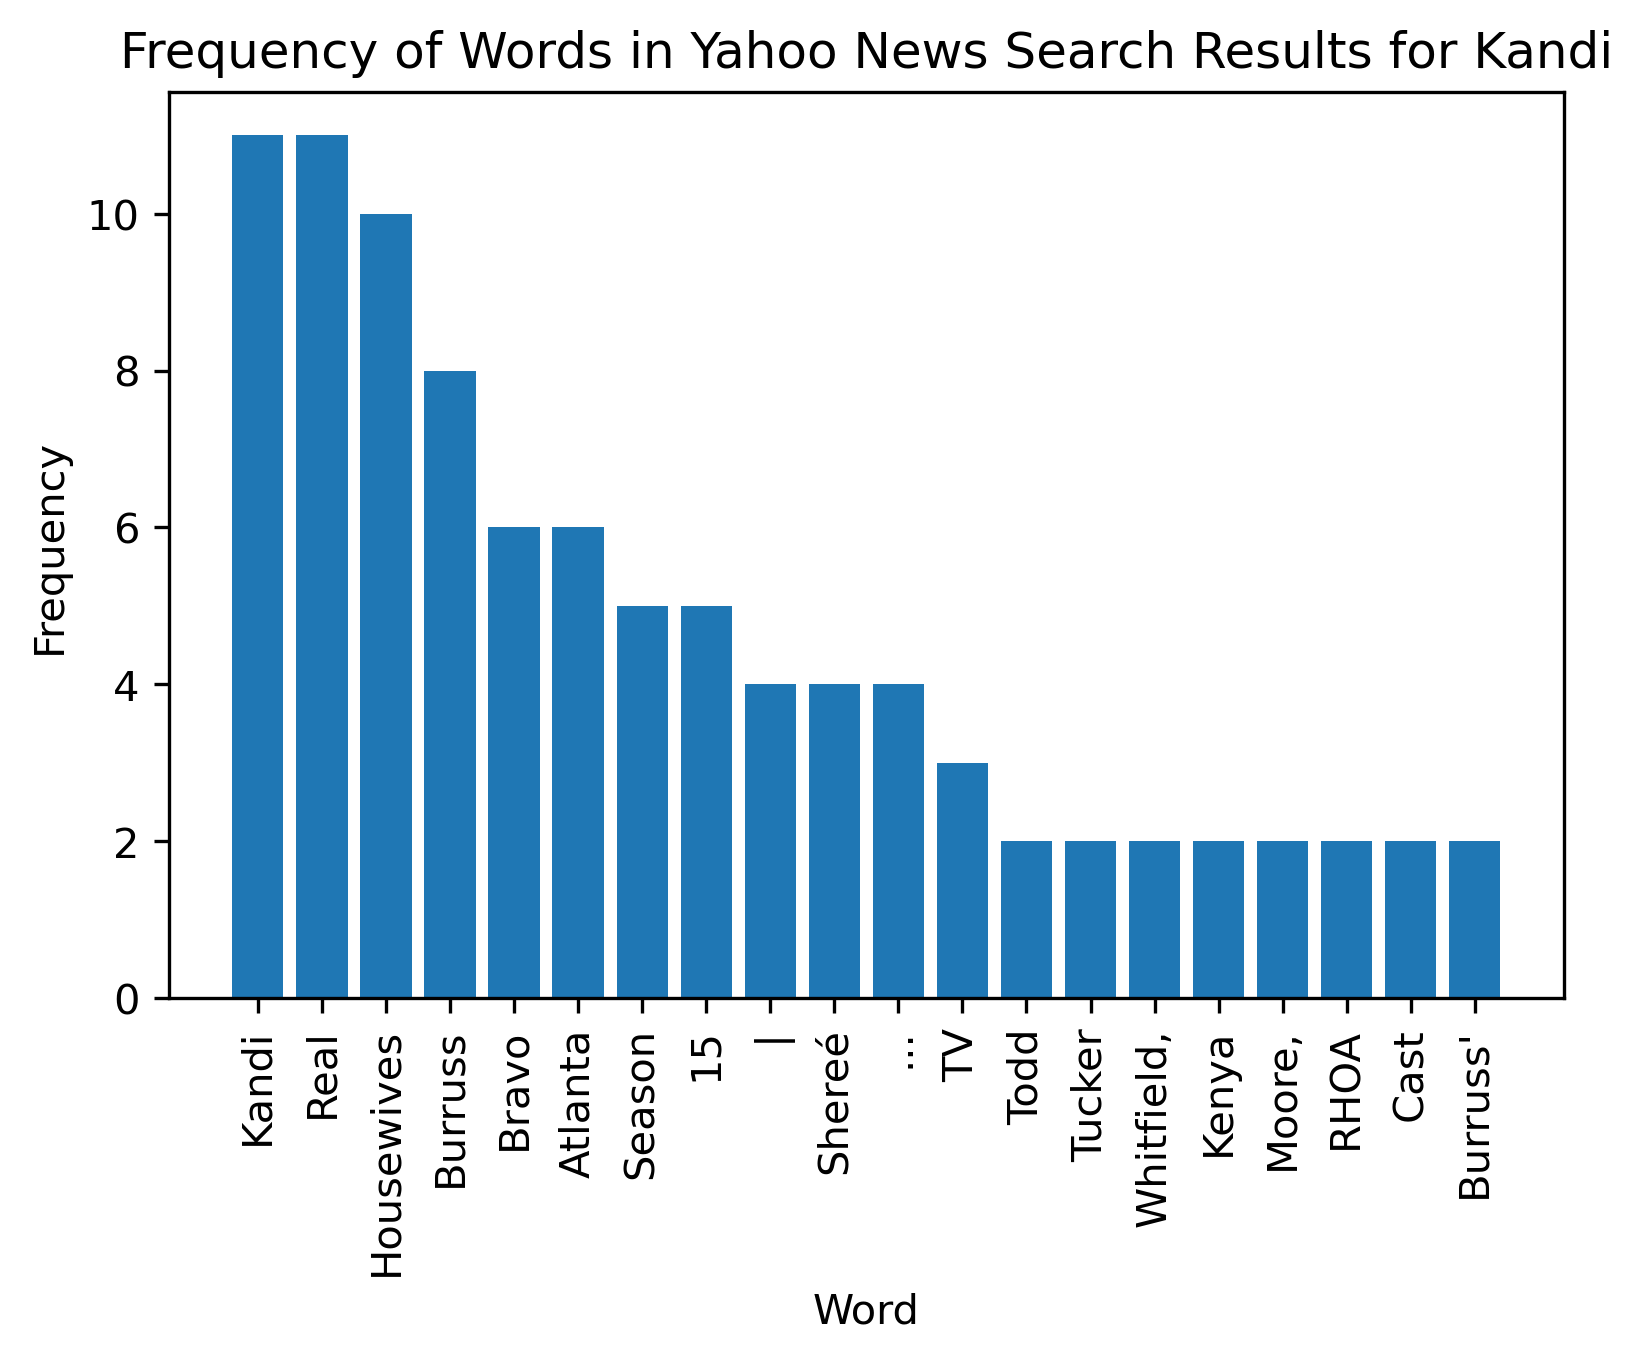 Frequency of Words in Yahoo News Search Results for Kandi
Frequency
10
8
6
4
2
0
Kandi
Real
Housewives
Burruss
Bravo
Atlanta
Season
15
|
Shereé
...
TV
Todd
Tucker
Whitfield,
Kenya
Moore,
RHOA
Cast
Burruss'
Word